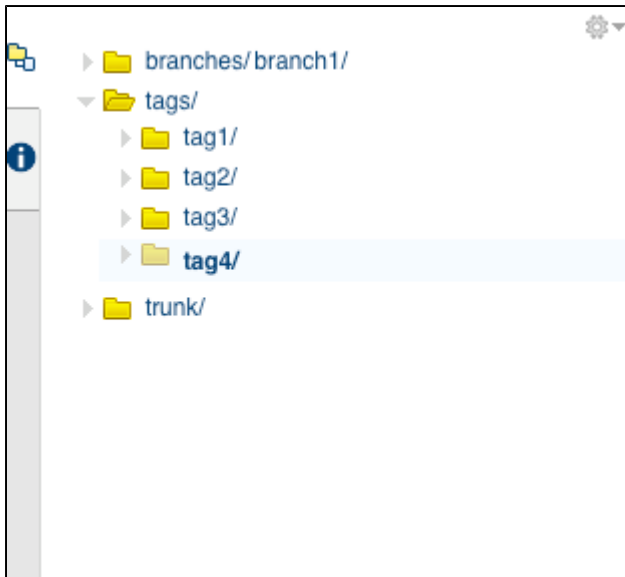 branches/branch1/
tags/
tag1/
tag2/
tag3/
tag4/
trunk/